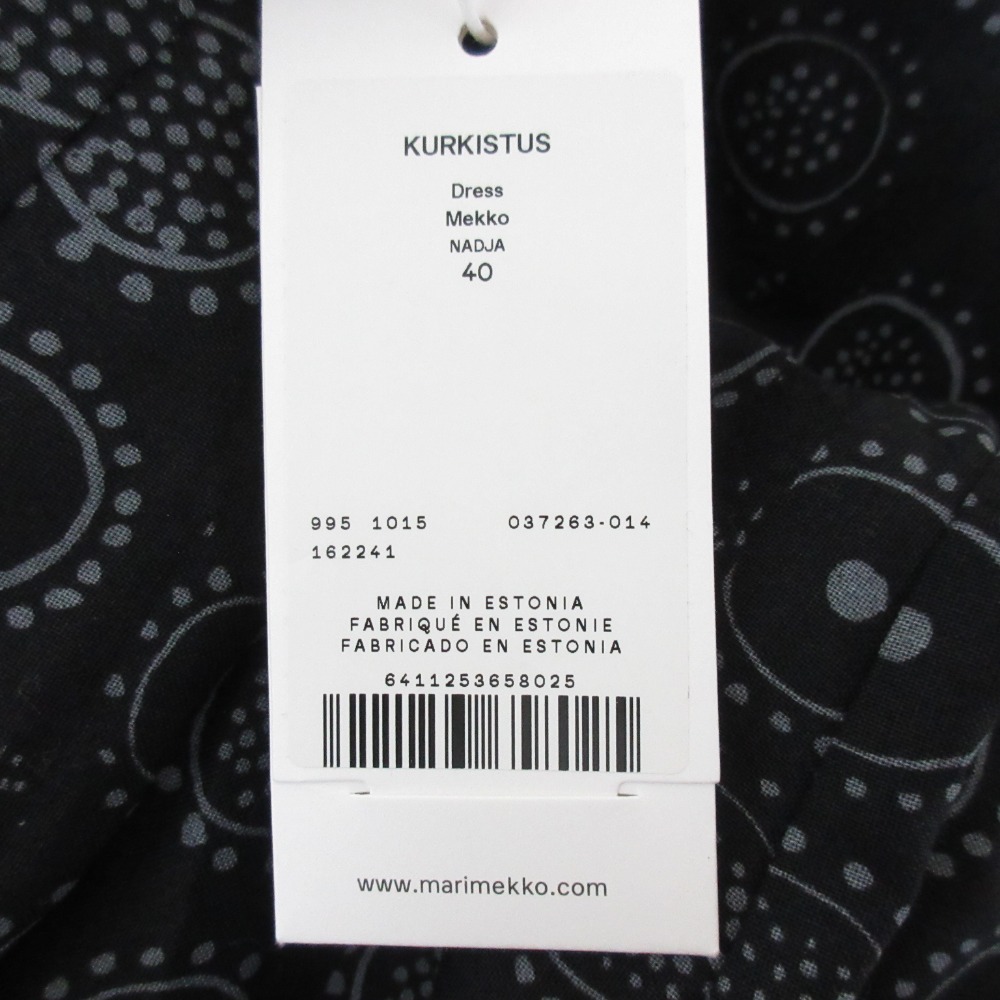 KURKISTUS
Dress
Mekko
NADJA
40
995 1015 037263-014
162241
MADE IN ESTONIA
FABRIQUÉ EN ESTONIE
FABRICADO EN ESTONIA
6411253658025
www.marimekko.com